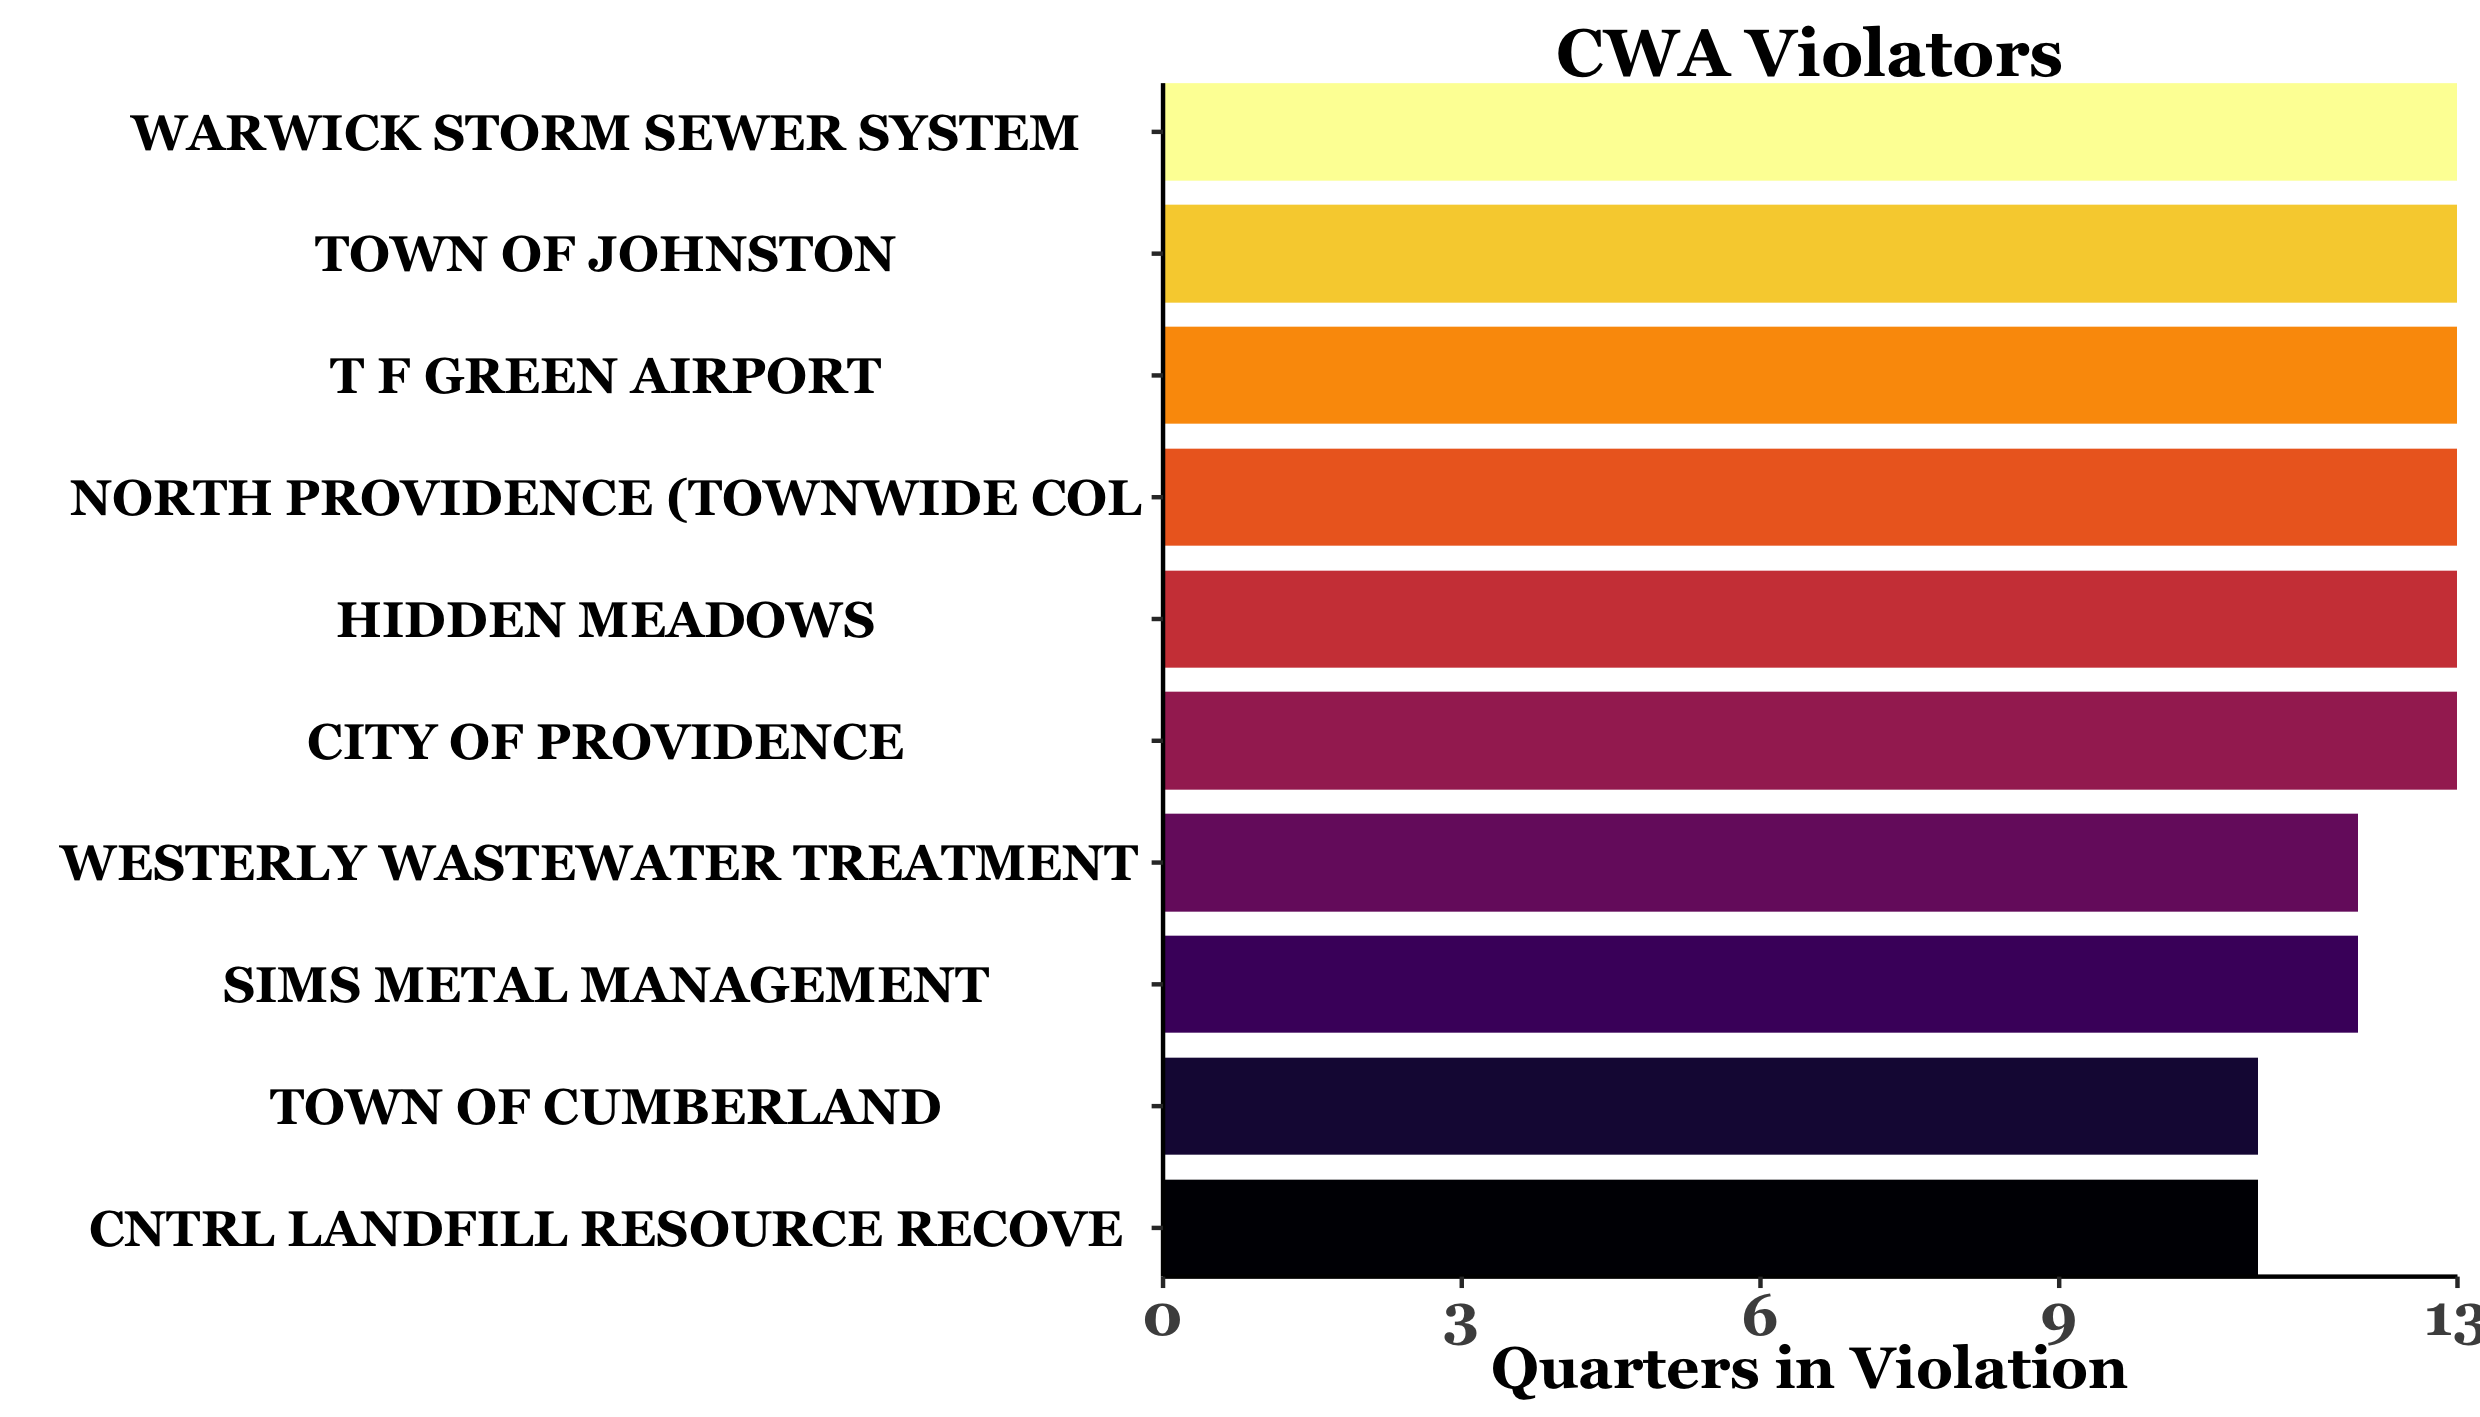 CWA Violators
WARWICK STORM SEWER SYSTEM
TOWN OF JOHNSTON
T F GREEN AIRPORT
NORTH PROVIDENCE (TOWNWIDE COL
HIDDEN MEADOWS
CITY OF PROVIDENCE
WESTERLY WASTEWATER TREATMENT
SIMS METAL MANAGEMENT
TOWN OF CUMBERLAND
CNTRL LANDFILL RESOURCE RECOVE
0 3 6 9 13
Quarters in Violation